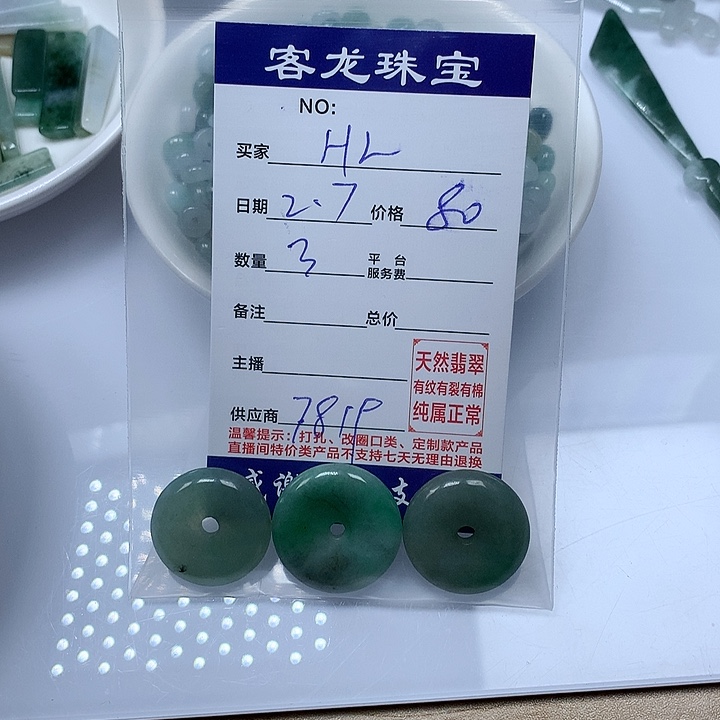 客龙珠宝
NO:
买家 HL
日期 2.7 价格 80
数量 3 平台服务费
备注 总价
主播
天然翡翠
有纹有裂有棉
纯属正常
供应商
温馨提示：打孔、改圈口类、定制款产品
直播间特价类产品不支持七天无理由退换
感谢 支